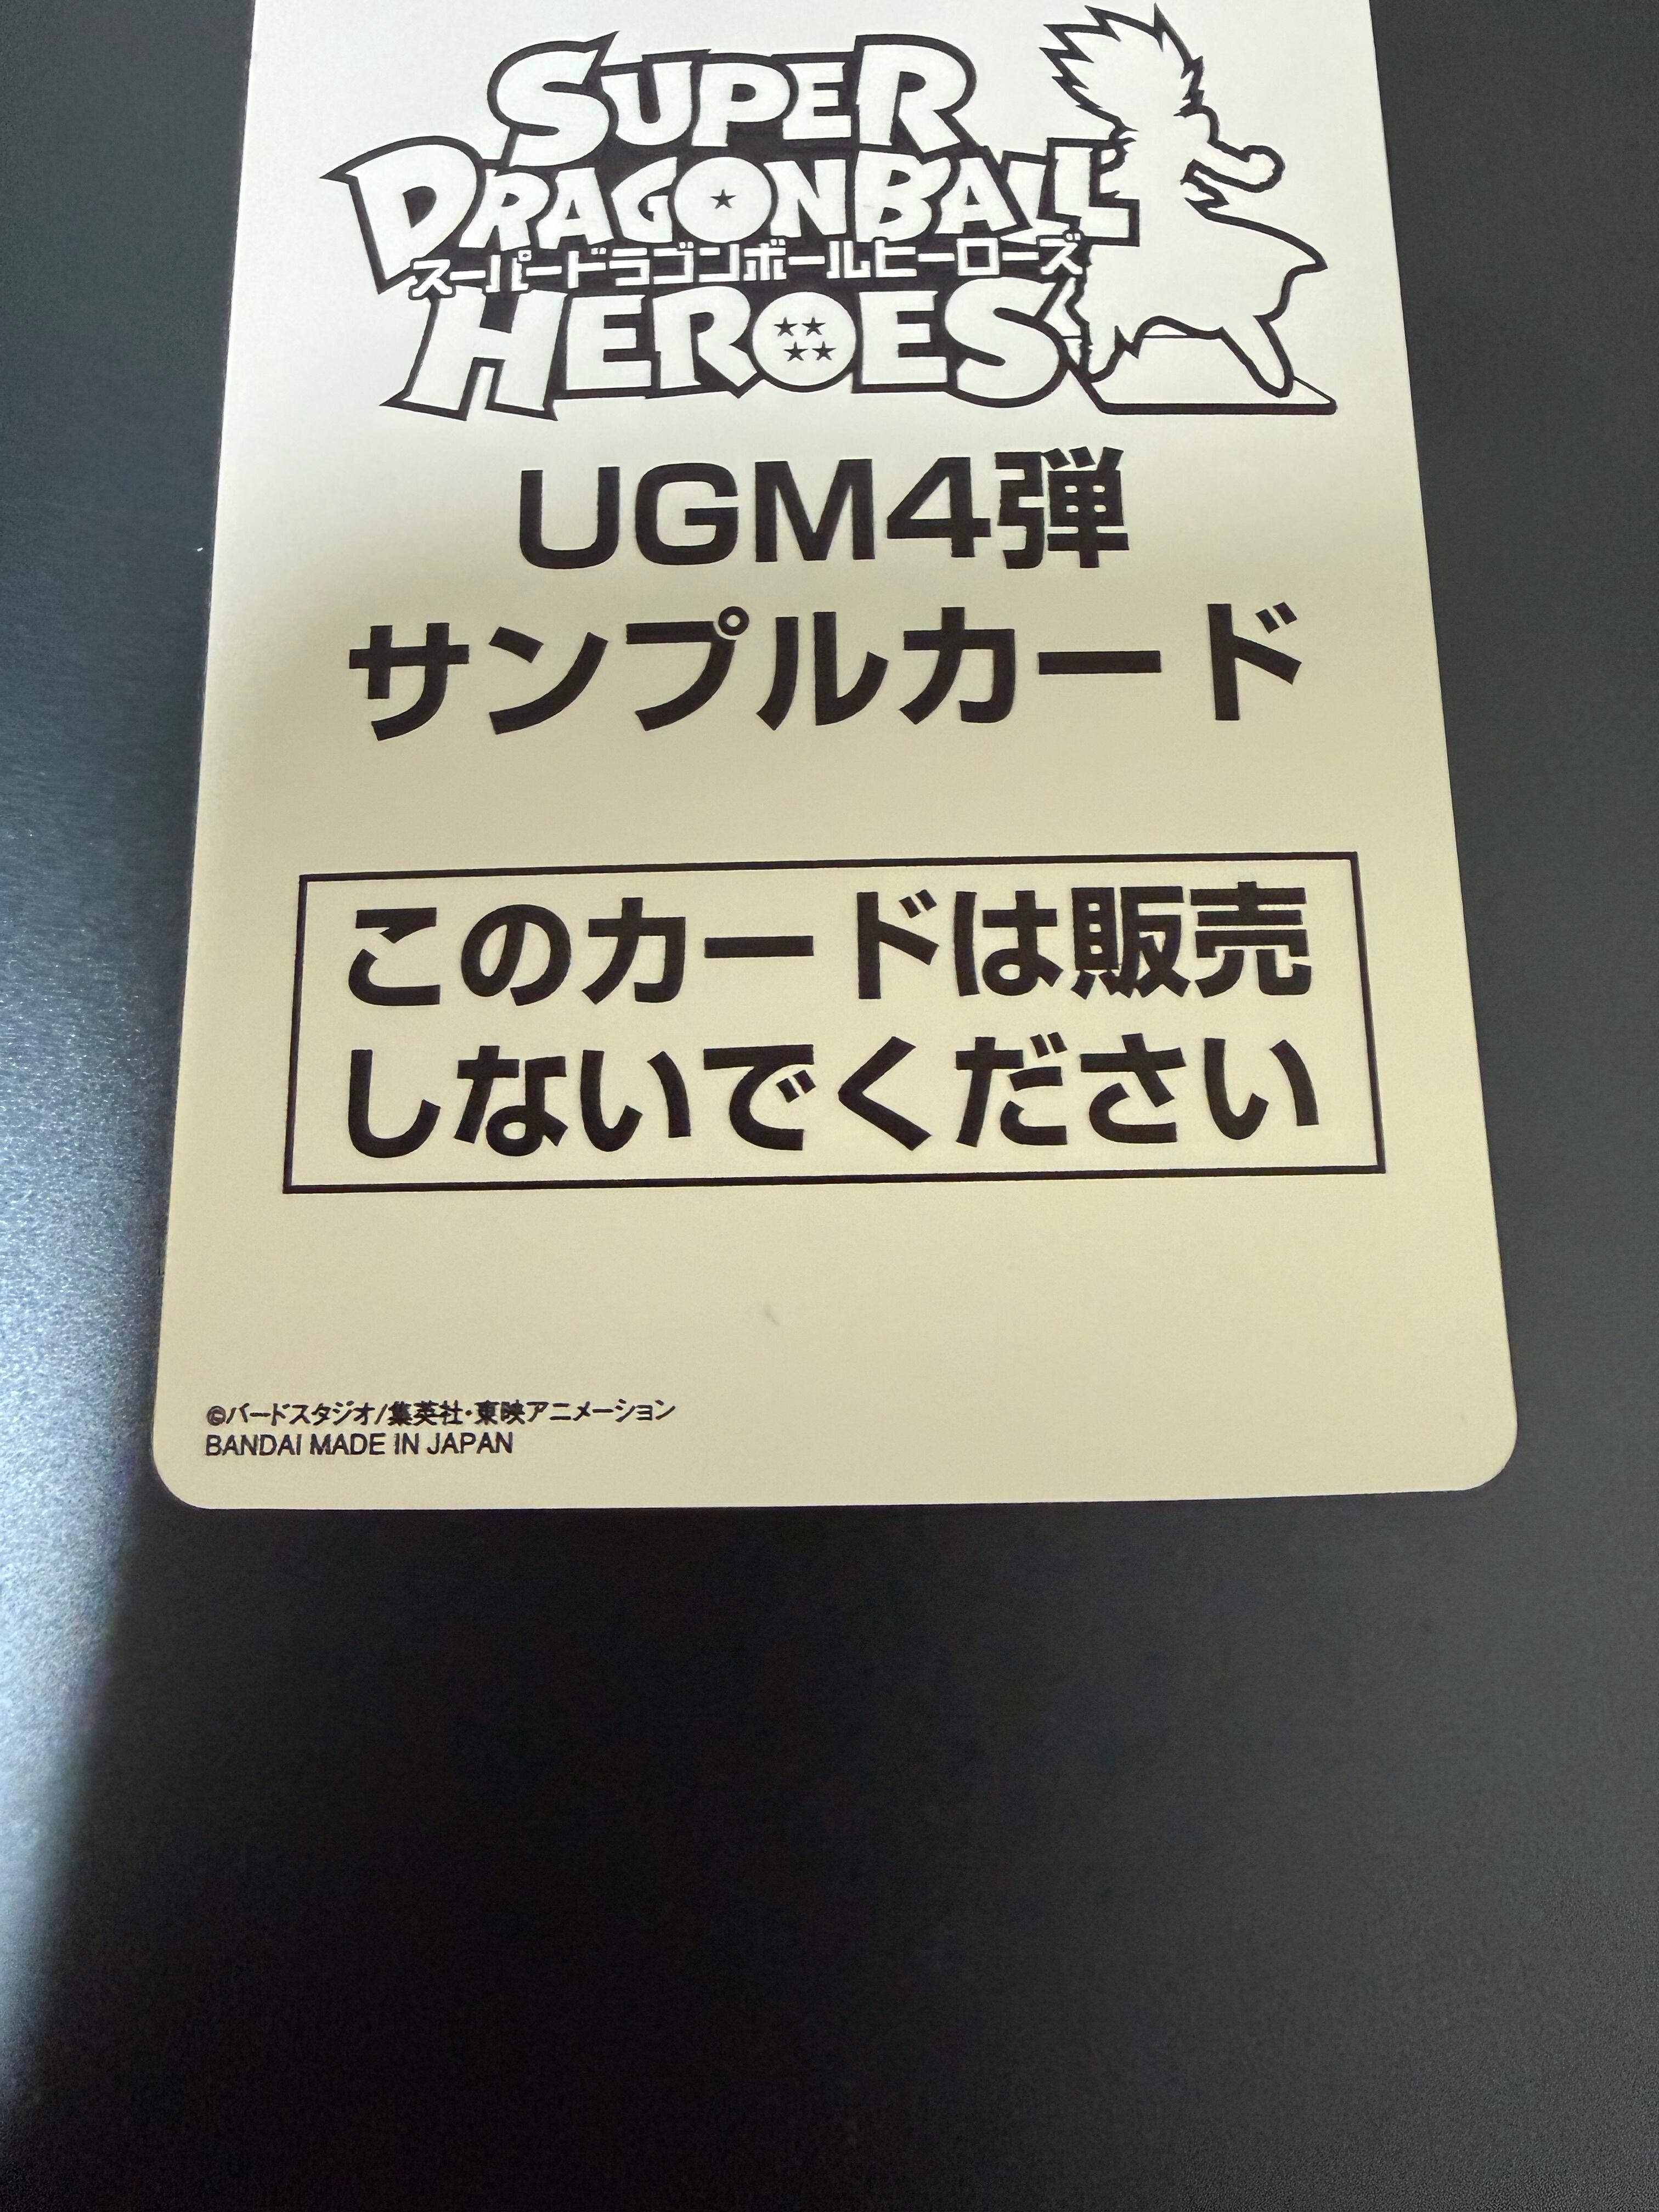 SUPER
DRAGONBALL
スーパードラゴンボールヒーローズ
HEROES
UGM4弾
サンプルカード
このカードは販売
しないでください
©バードスタジオ/集英社・東映アニメーション
BANDAI MADE IN JAPAN